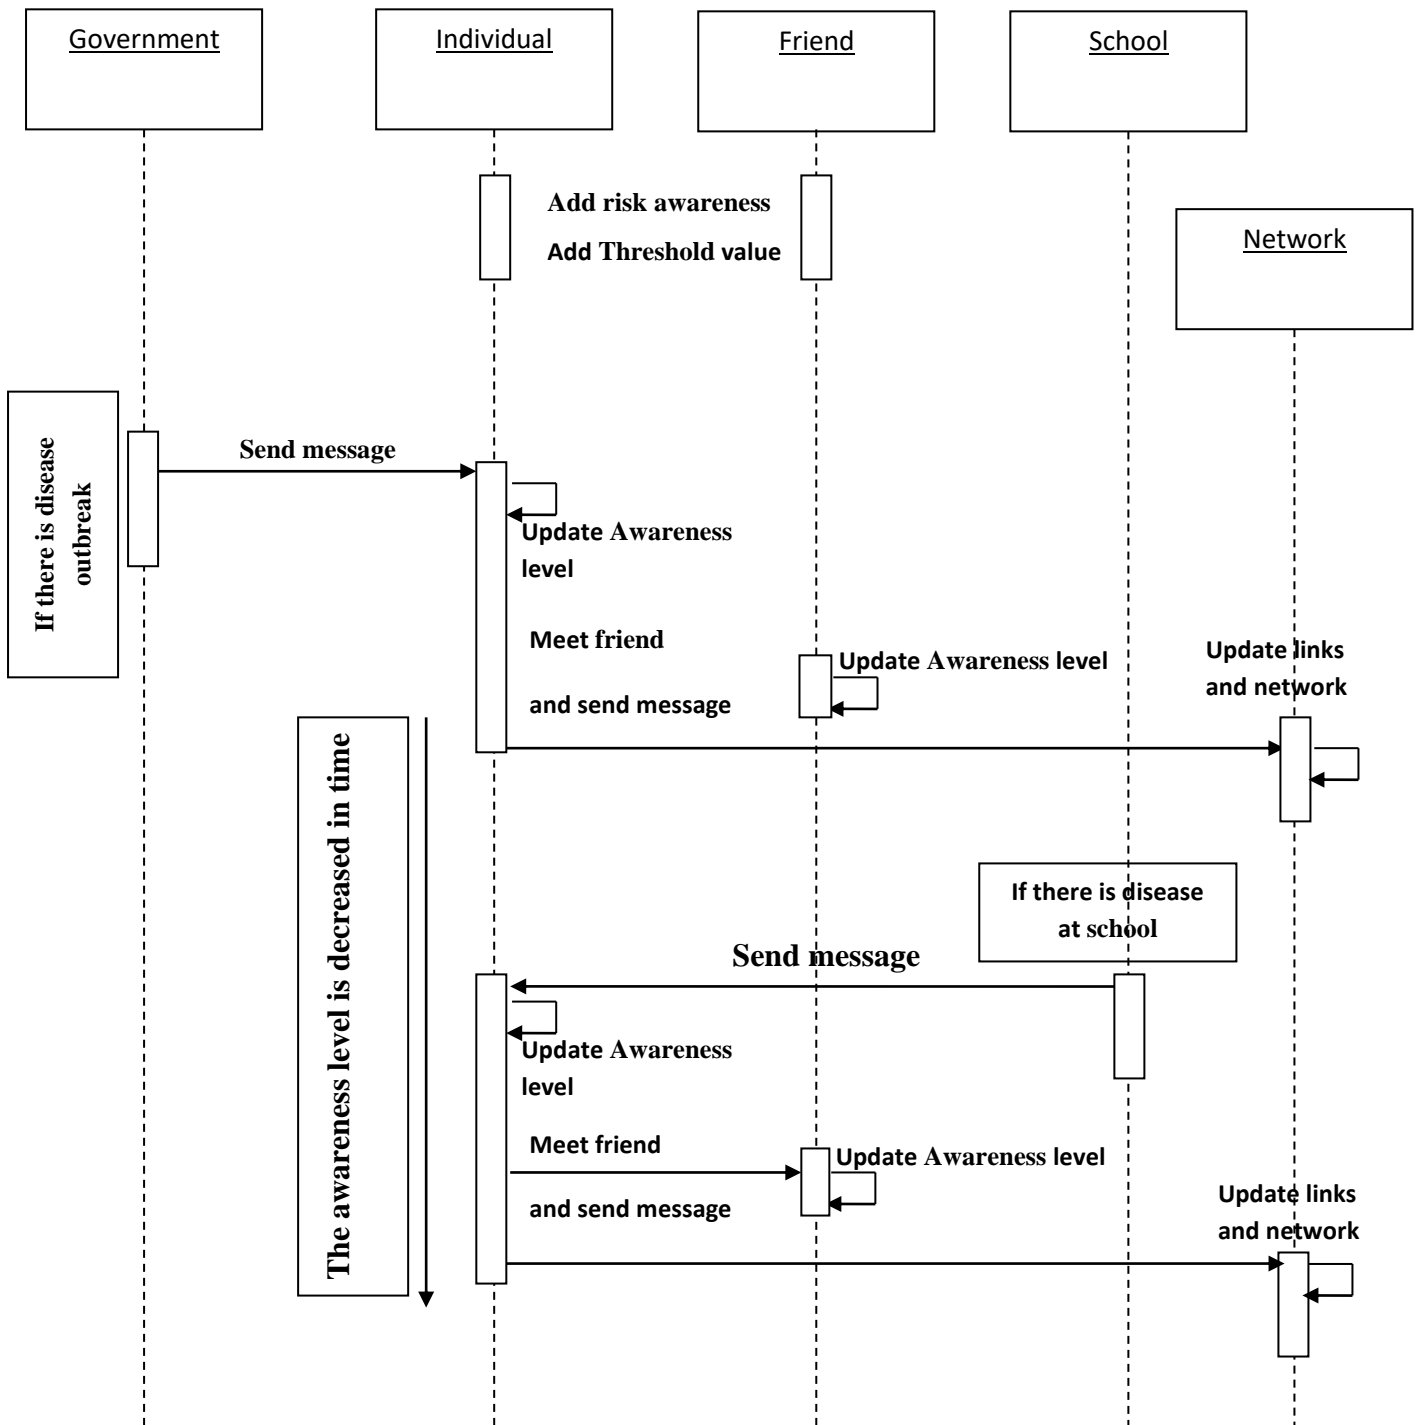 Government
Individual
Friend
School
Add risk awareness
Add Threshold value
Network
If there is disease
outbreak
Send message
Update Awareness
level
Meet friend
and send message
Update Awareness level
Update links
and network
The awareness level is decreased in time
If there is disease
at school
Send message
Update Awareness
level
Meet friend
and send message
Update Awareness level
Update links
and network